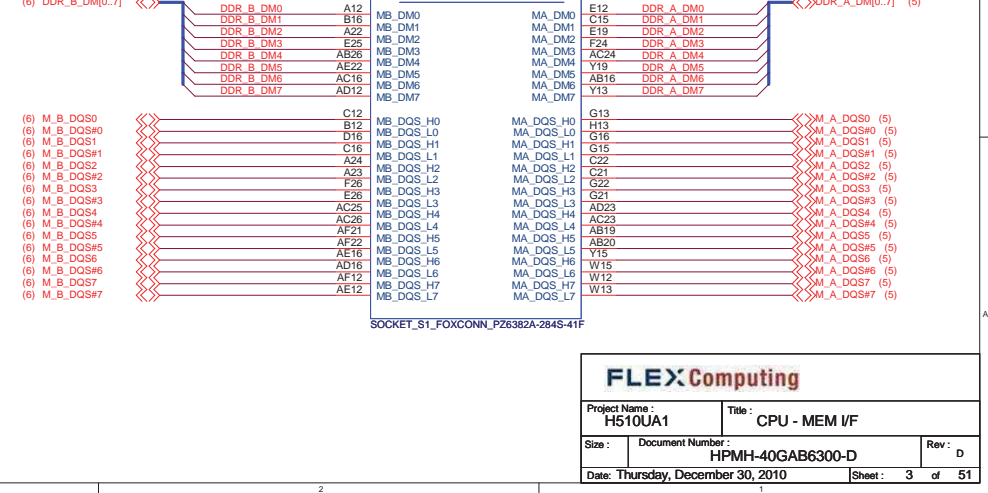 (6) DDR_B_DM[0..7] DDR_A_DM[0..7] (5)
DDR_B_DM0 A12 MB_DM0 MA_DM0 E12 DDR_A_DM0
DDR_B_DM1 B16 MB_DM1 MA_DM1 C15 DDR_A_DM1
DDR_B_DM2 A22 MB_DM2 MA_DM2 E19 DDR_A_DM2
DDR_B_DM3 E25 MB_DM3 MA_DM3 F24 DDR_A_DM3
DDR_B_DM4 AB26 MB_DM4 MA_DM4 AC24 DDR_A_DM4
DDR_B_DM5 AE22 MB_DM5 MA_DM5 Y19 DDR_A_DM5
DDR_B_DM6 AC16 MB_DM6 MA_DM6 AB16 DDR_A_DM6
DDR_B_DM7 AD12 MB_DM7 MA_DM7 Y13 DDR_A_DM7
(6) M_B_DQS0 C12 MB_DQS_H0 MA_DQS_H0 G13 M_A_DQS0 (5)
(6) M_B_DQS#0 B12 MB_DQS_L0 MA_DQS_L0 H13 M_A_DQS#0 (5)
(6) M_B_DQS1 D16 MB_DQS_H1 MA_DQS_H1 G16 M_A_DQS1 (5)
(6) M_B_DQS#1 C16 MB_DQS_L1 MA_DQS_L1 G15 M_A_DQS#1 (5)
(6) M_B_DQS2 A24 MB_DQS_H2 MA_DQS_H2 C22 M_A_DQS2 (5)
(6) M_B_DQS#2 A23 MB_DQS_L2 MA_DQS_L2 C21 M_A_DQS#2 (5)
(6) M_B_DQS3 F26 MB_DQS_H3 MA_DQS_H3 G22 M_A_DQS3 (5)
(6) M_B_DQS#3 E26 MB_DQS_L3 MA_DQS_L3 G21 M_A_DQS#3 (5)
(6) M_B_DQS4 AC25 MB_DQS_H4 MA_DQS_H4 AD23 M_A_DQS4 (5)
(6) M_B_DQS#4 AC26 MB_DQS_L4 MA_DQS_L4 AC23 M_A_DQS#4 (5)
(6) M_B_DQS5 AF21 MB_DQS_H5 MA_DQS_H5 AB19 M_A_DQS5 (5)
(6) M_B_DQS#5 AF22 MB_DQS_L5 MA_DQS_L5 AB20 M_A_DQS#5 (5)
(6) M_B_DQS6 AE16 MB_DQS_H6 MA_DQS_H6 Y15 M_A_DQS6 (5)
(6) M_B_DQS#6 AD16 MB_DQS_L6 MA_DQS_L6 W15 M_A_DQS#6 (5)
(6) M_B_DQS7 AF12 MB_DQS_H7 MA_DQS_H7 W12 M_A_DQS7 (5)
(6) M_B_DQS#7 AE12 MB_DQS_L7 MA_DQS_L7 W13 M_A_DQS#7 (5)
SOCKET_S1_FOXCONN_PZ6382A-284S-41F
A
FLEX Computing
Project Name : Title :
H510UA1 CPU - MEM I/F
Size : Document Number : Rev :
HPMH-40GAB6300-D D
Date: Thursday, December 30, 2010 Sheet : 3 of 51
2 1